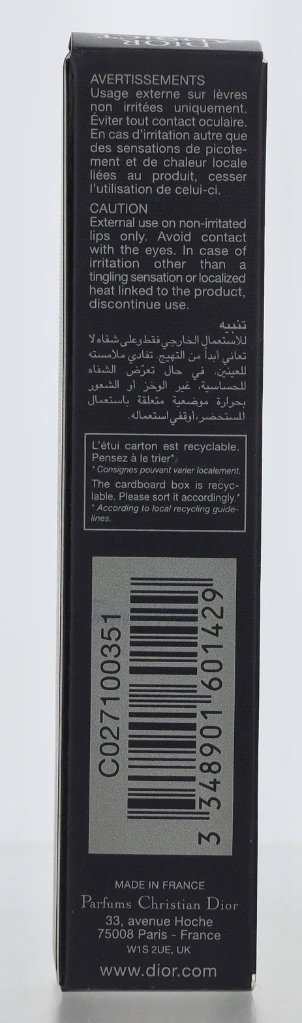 DIOR
AVERTISSEMENTS
Usage externe sur lèvres
non irritées uniquement.
Éviter tout contact oculaire.
En cas d'irritation autre que
des sensations de picote-
ment et de chaleur locale
liées au produit, cesser
l'utilisation de celui-ci.
CAUTION
External use on non-irritated
lips only. Avoid contact
with the eyes. In case of
irritation other than a
tingling sensation or localized
heat linked to the product,
discontinue use.
تنبيه
للاستعمال الخارجي فقط وعلى شفاه لا
تعاني أبداً من التهيج. تفادي ملامسته
للعينين. في حال تعرّض الشفاه
للحساسية، غير الوخز أو الشعور
بحرارة موضعية متعلقة باستعمال
المستحضر، أوقفي استعماله.
L'étui carton est recyclable.
Pensez à le trier*.
* Consignes pouvant varier localement.
The cardboard box is recyc-
lable. Please sort it accordingly.*
* According to local recycling guide-
lines.
C027100351
3 348901 601429
MADE IN FRANCE
Parfums Christian Dior
33, avenue Hoche
75008 Paris - France
W1S 2UE, UK
www.dior.com